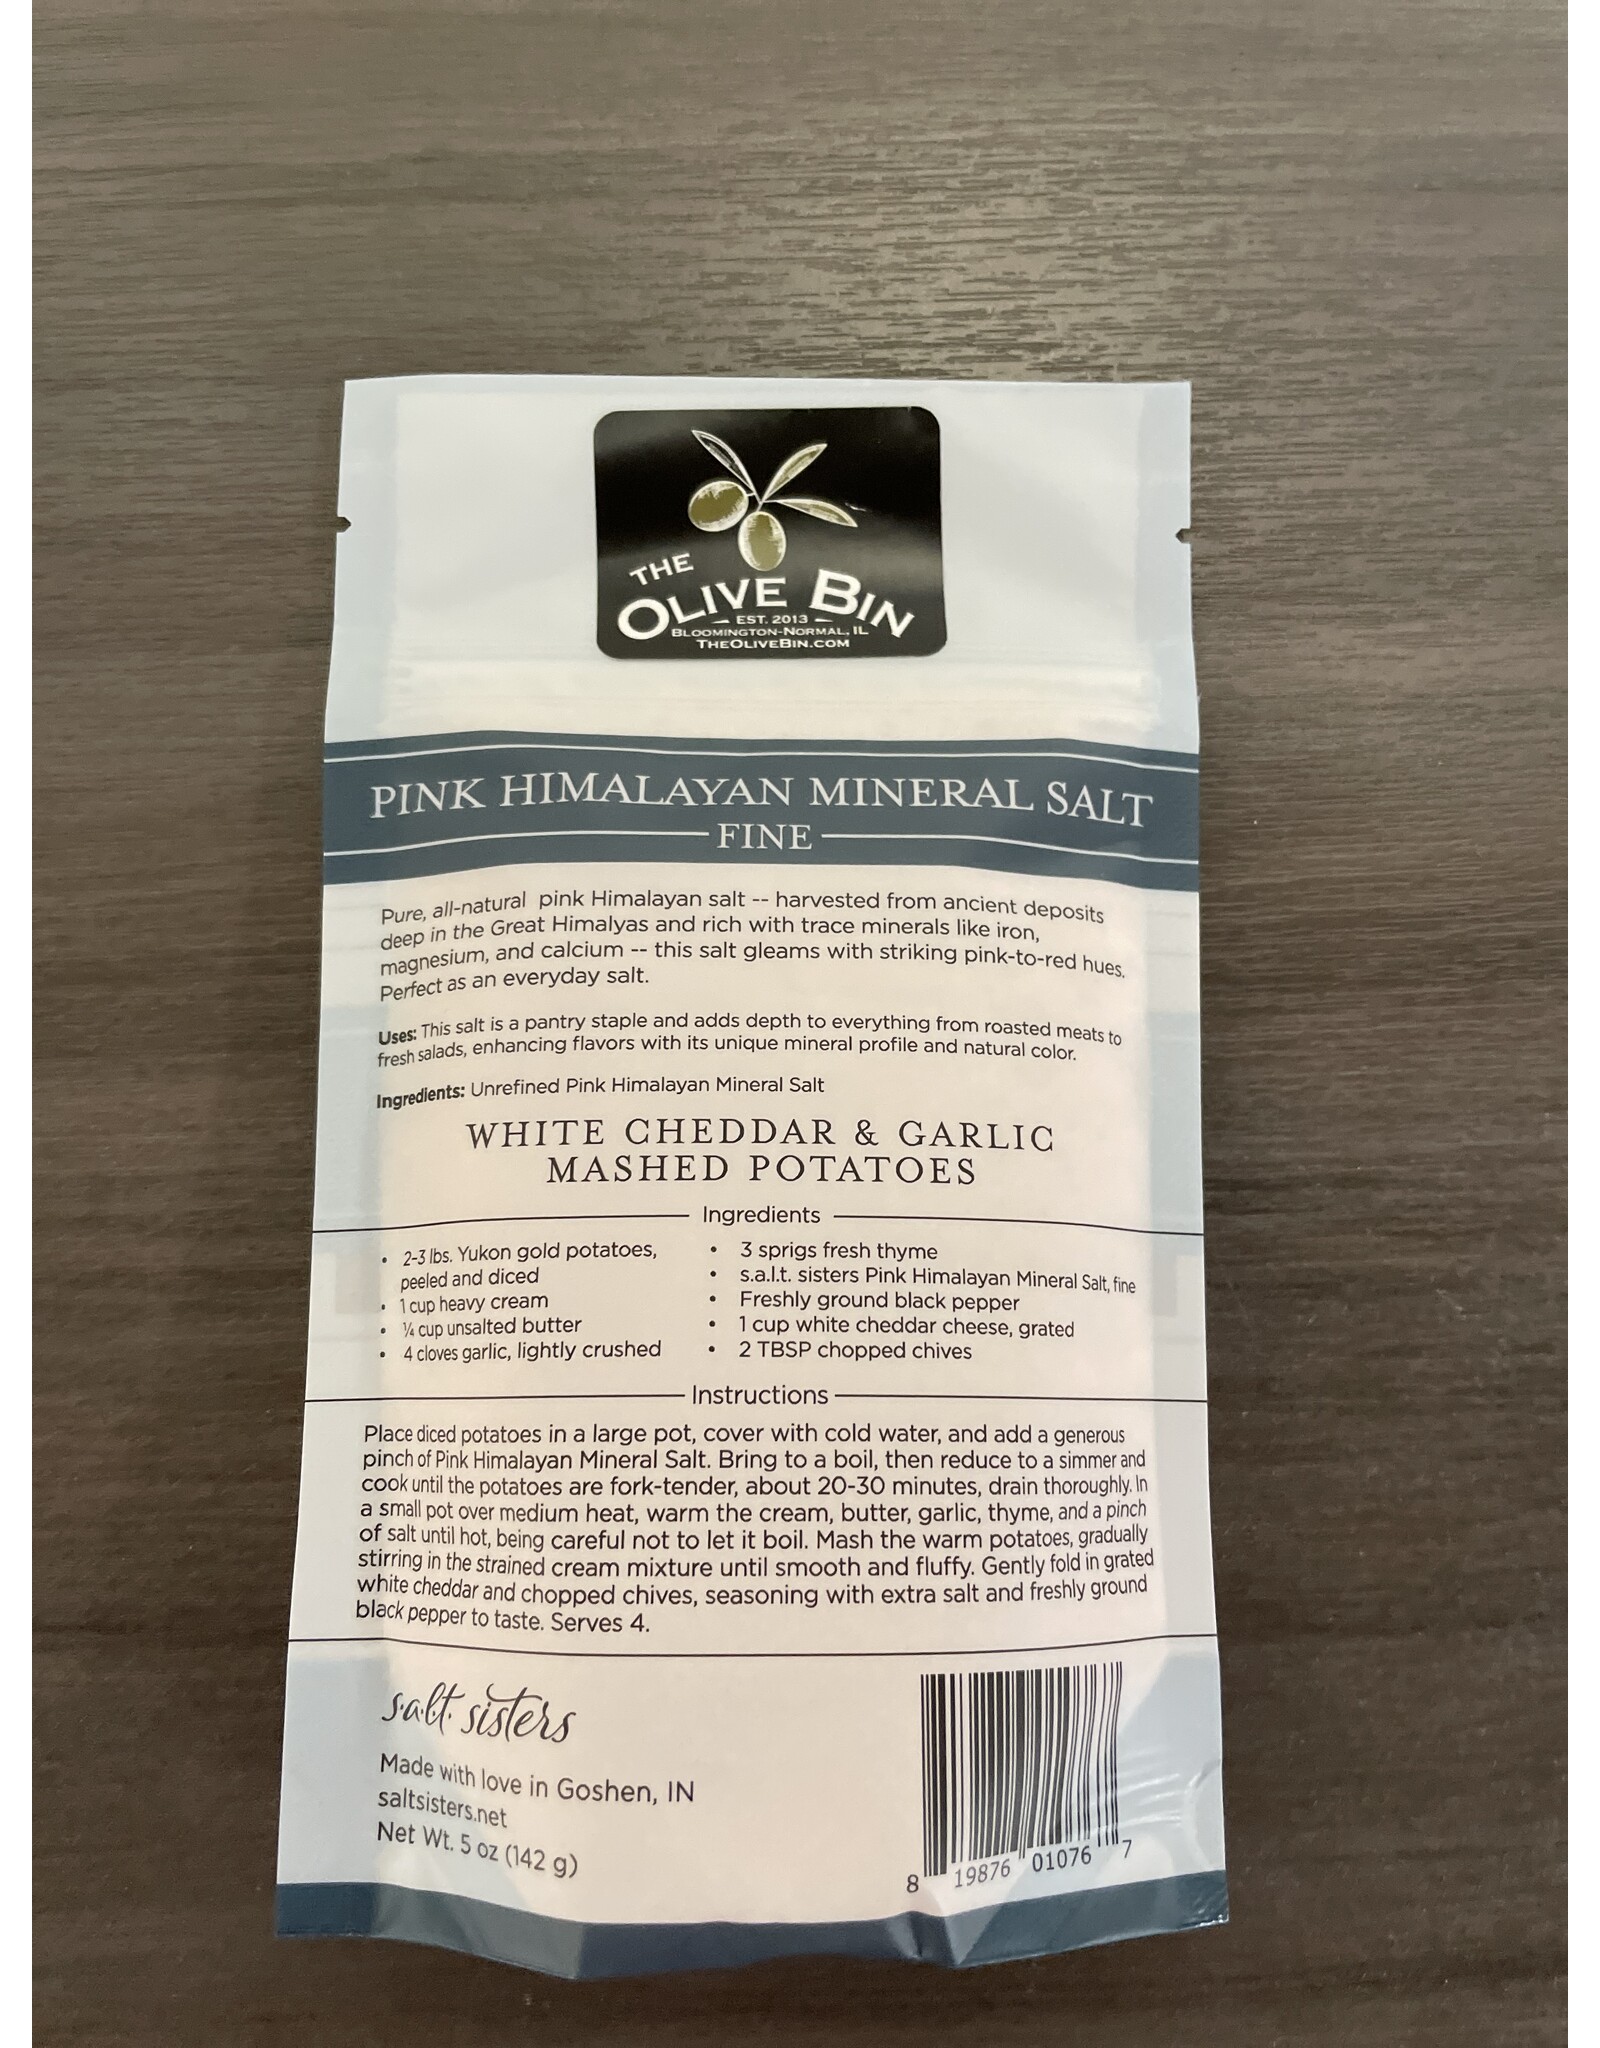 THE
OLIVE BIN
EST. 2013
BLOOMINGTON-NORMAL, IL
THEOLIVEBIN.COM
PINK HIMALAYAN MINERAL SALT
FINE
Pure, all-natural pink Himalayan salt -- harvested from ancient deposits
deep in the Great Himalyas and rich with trace minerals like iron,
magnesium, and calcium -- this salt gleams with striking pink-to-red hues.
Perfect as an everyday salt.
Uses: This salt is a pantry staple and adds depth to everything from roasted meats to
fresh salads, enhancing flavors with its unique mineral profile and natural color.
Ingredients: Unrefined Pink Himalayan Mineral Salt
WHITE CHEDDAR & GARLIC
MASHED POTATOES
Ingredients
• 2-3 lbs. Yukon gold potatoes,
peeled and diced
• 1 cup heavy cream
• ¼ cup unsalted butter
• 4 cloves garlic, lightly crushed
• 3 sprigs fresh thyme
• s.a.l.t. sisters Pink Himalayan Mineral Salt, fine
• Freshly ground black pepper
• 1 cup white cheddar cheese, grated
• 2 TBSP chopped chives
Instructions
Place diced potatoes in a large pot, cover with cold water, and add a generous
pinch of Pink Himalayan Mineral Salt. Bring to a boil, then reduce to a simmer and
cook until the potatoes are fork-tender, about 20-30 minutes, drain thoroughly. In
a small pot over medium heat, warm the cream, butter, garlic, thyme, and a pinch
of salt until hot, being careful not to let it boil. Mash the warm potatoes, gradually
stirring in the strained cream mixture until smooth and fluffy. Gently fold in grated
white cheddar and chopped chives, seasoning with extra salt and freshly ground
black pepper to taste. Serves 4.
s.a.l.t. sisters
Made with love in Goshen, IN
saltsisters.net
Net Wt. 5 oz (142 g)
8 19876 01076 7